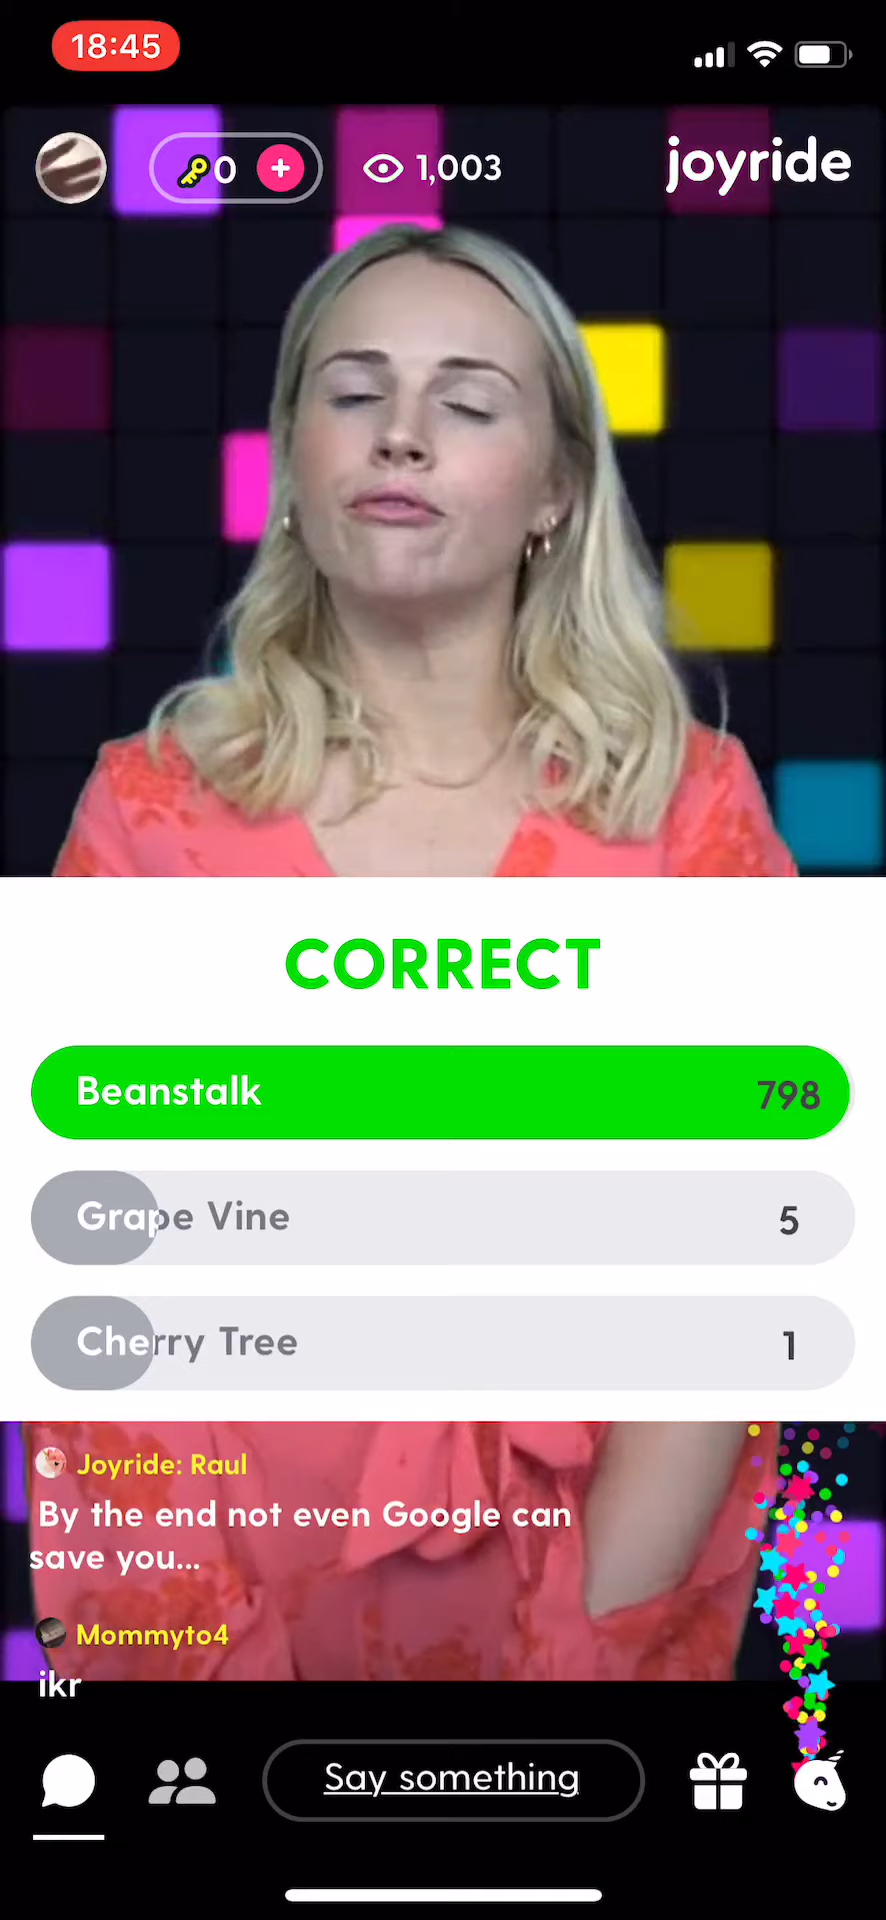 18:45
0 + 1,003
joyride
CORRECT
Beanstalk 798
Grape Vine 5
Cherry Tree 1
Joyride: Raul
By the end not even Google can
save you...
Mommyto4
ikr
Say something